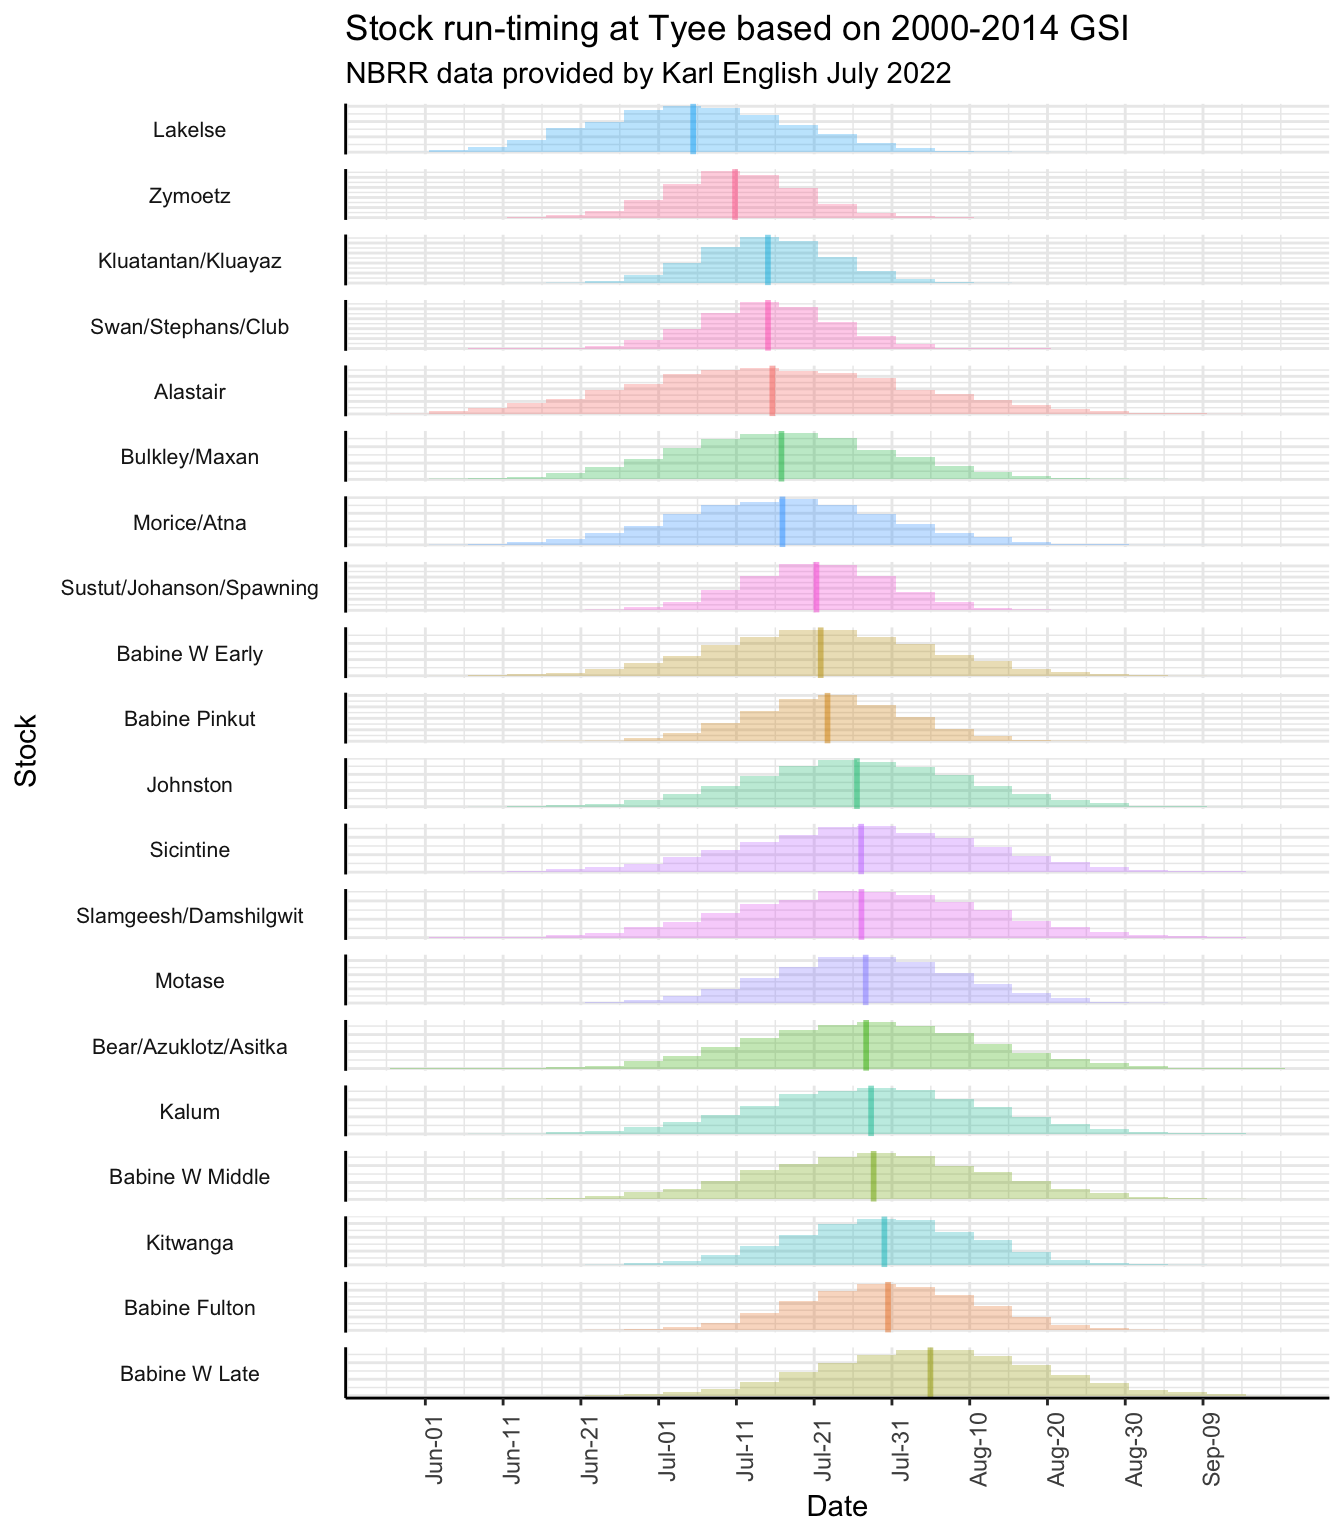 Stock run-timing at Tyee based on 2000-2014 GSI
NBRR data provided by Karl English July 2022
Lakelse
Zymoetz
Kluatantan/Kluayaz
Swan/Stephans/Club
Alastair
Bulkley/Maxan
Morice/Atna
Sustut/Johanson/Spawning
Babine W Early
Babine Pinkut
Johnston
Sicintine
Slamgeesh/Damshilgwit
Motase
Bear/Azuklotz/Asitka
Kalum
Babine W Middle
Kitwanga
Babine Fulton
Babine W Late
Stock
Jun-01
Jun-11
Jun-21
Jul-01
Jul-11
Jul-21
Jul-31
Aug-10
Aug-20
Aug-30
Sep-09
Date